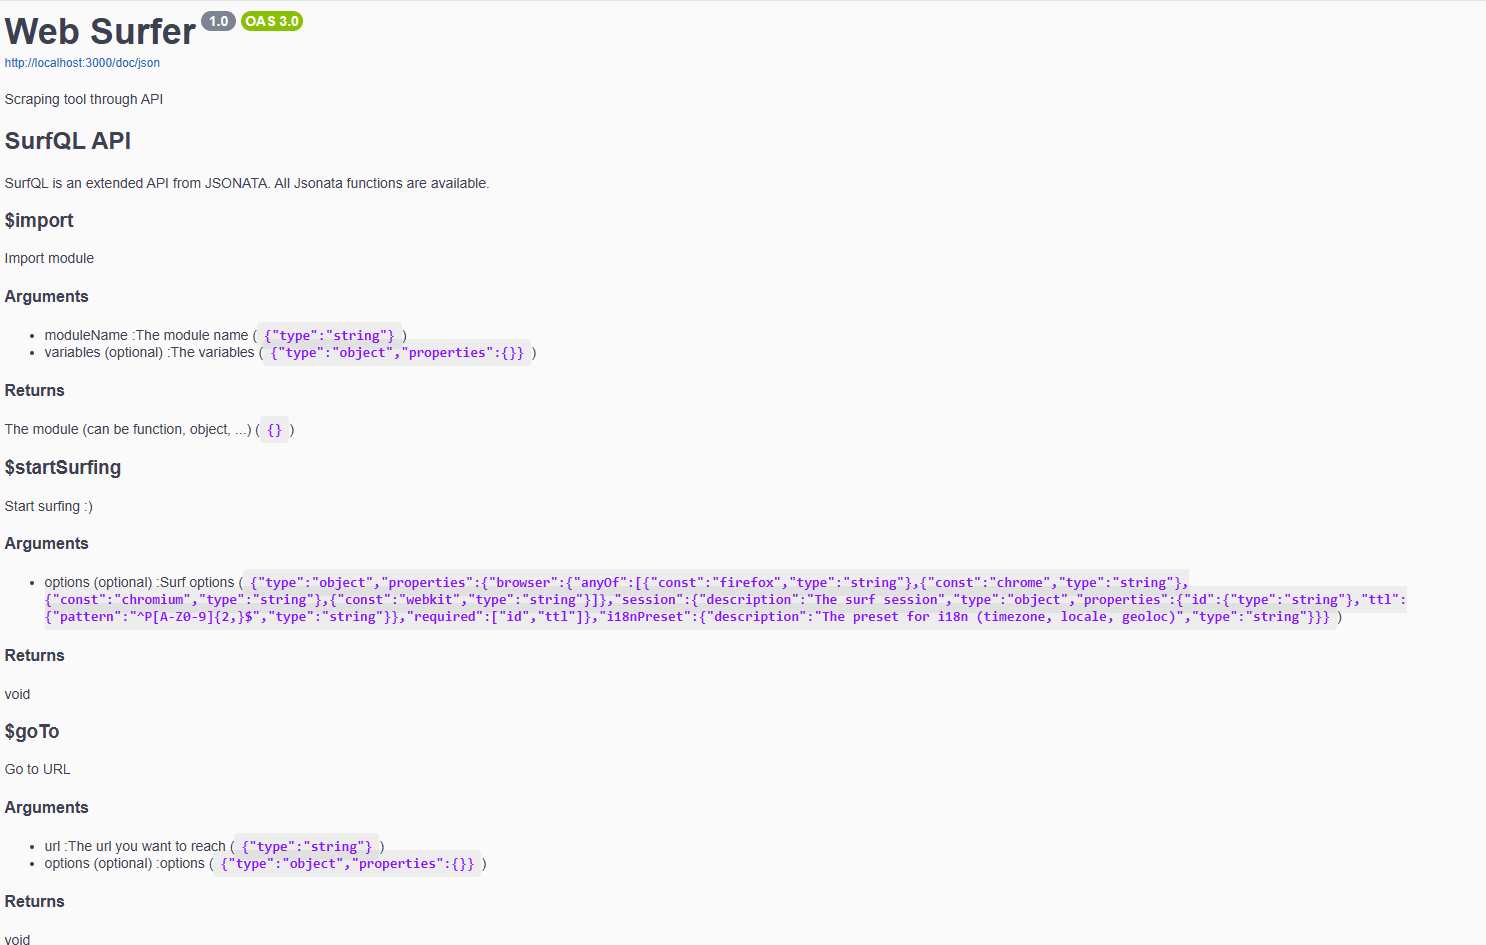 Web Surfer 1.0 OAS 3.0
http://localhost:3000/doc/json
Scraping tool through API
SurfQL API
SurfQL is an extended API from JSONATA. All Jsonata functions are available.
$import
Import module
Arguments
• moduleName :The module name ( {"type":"string"} )
• variables (optional) :The variables ( {"type":"object","properties":{}} )
Returns
The module (can be function, object, ...) ( {} )
$startSurfing
Start surfing :)
Arguments
• options (optional) :Surf options ( {"type":"object","properties":{"browser":{"anyOf":[{"const":"firefox","type":"string"},{"const":"chrome","type":"string"},
{"const":"chromium","type":"string"},{"const":"webkit","type":"string"}]},"session":{"description":"The surf session","type":"object","properties":{"id":{"type":"string"},"ttl":
{"pattern":"^P[A-Z0-9]{2,}$","type":"string"}},"required":["id","ttl"]},"i18nPreset":{"description":"The preset for i18n (timezone, locale, geoloc)","type":"string"}}} )
Returns
void
$goTo
Go to URL
Arguments
• url :The url you want to reach ( {"type":"string"} )
• options (optional) :options ( {"type":"object","properties":{}} )
Returns
void